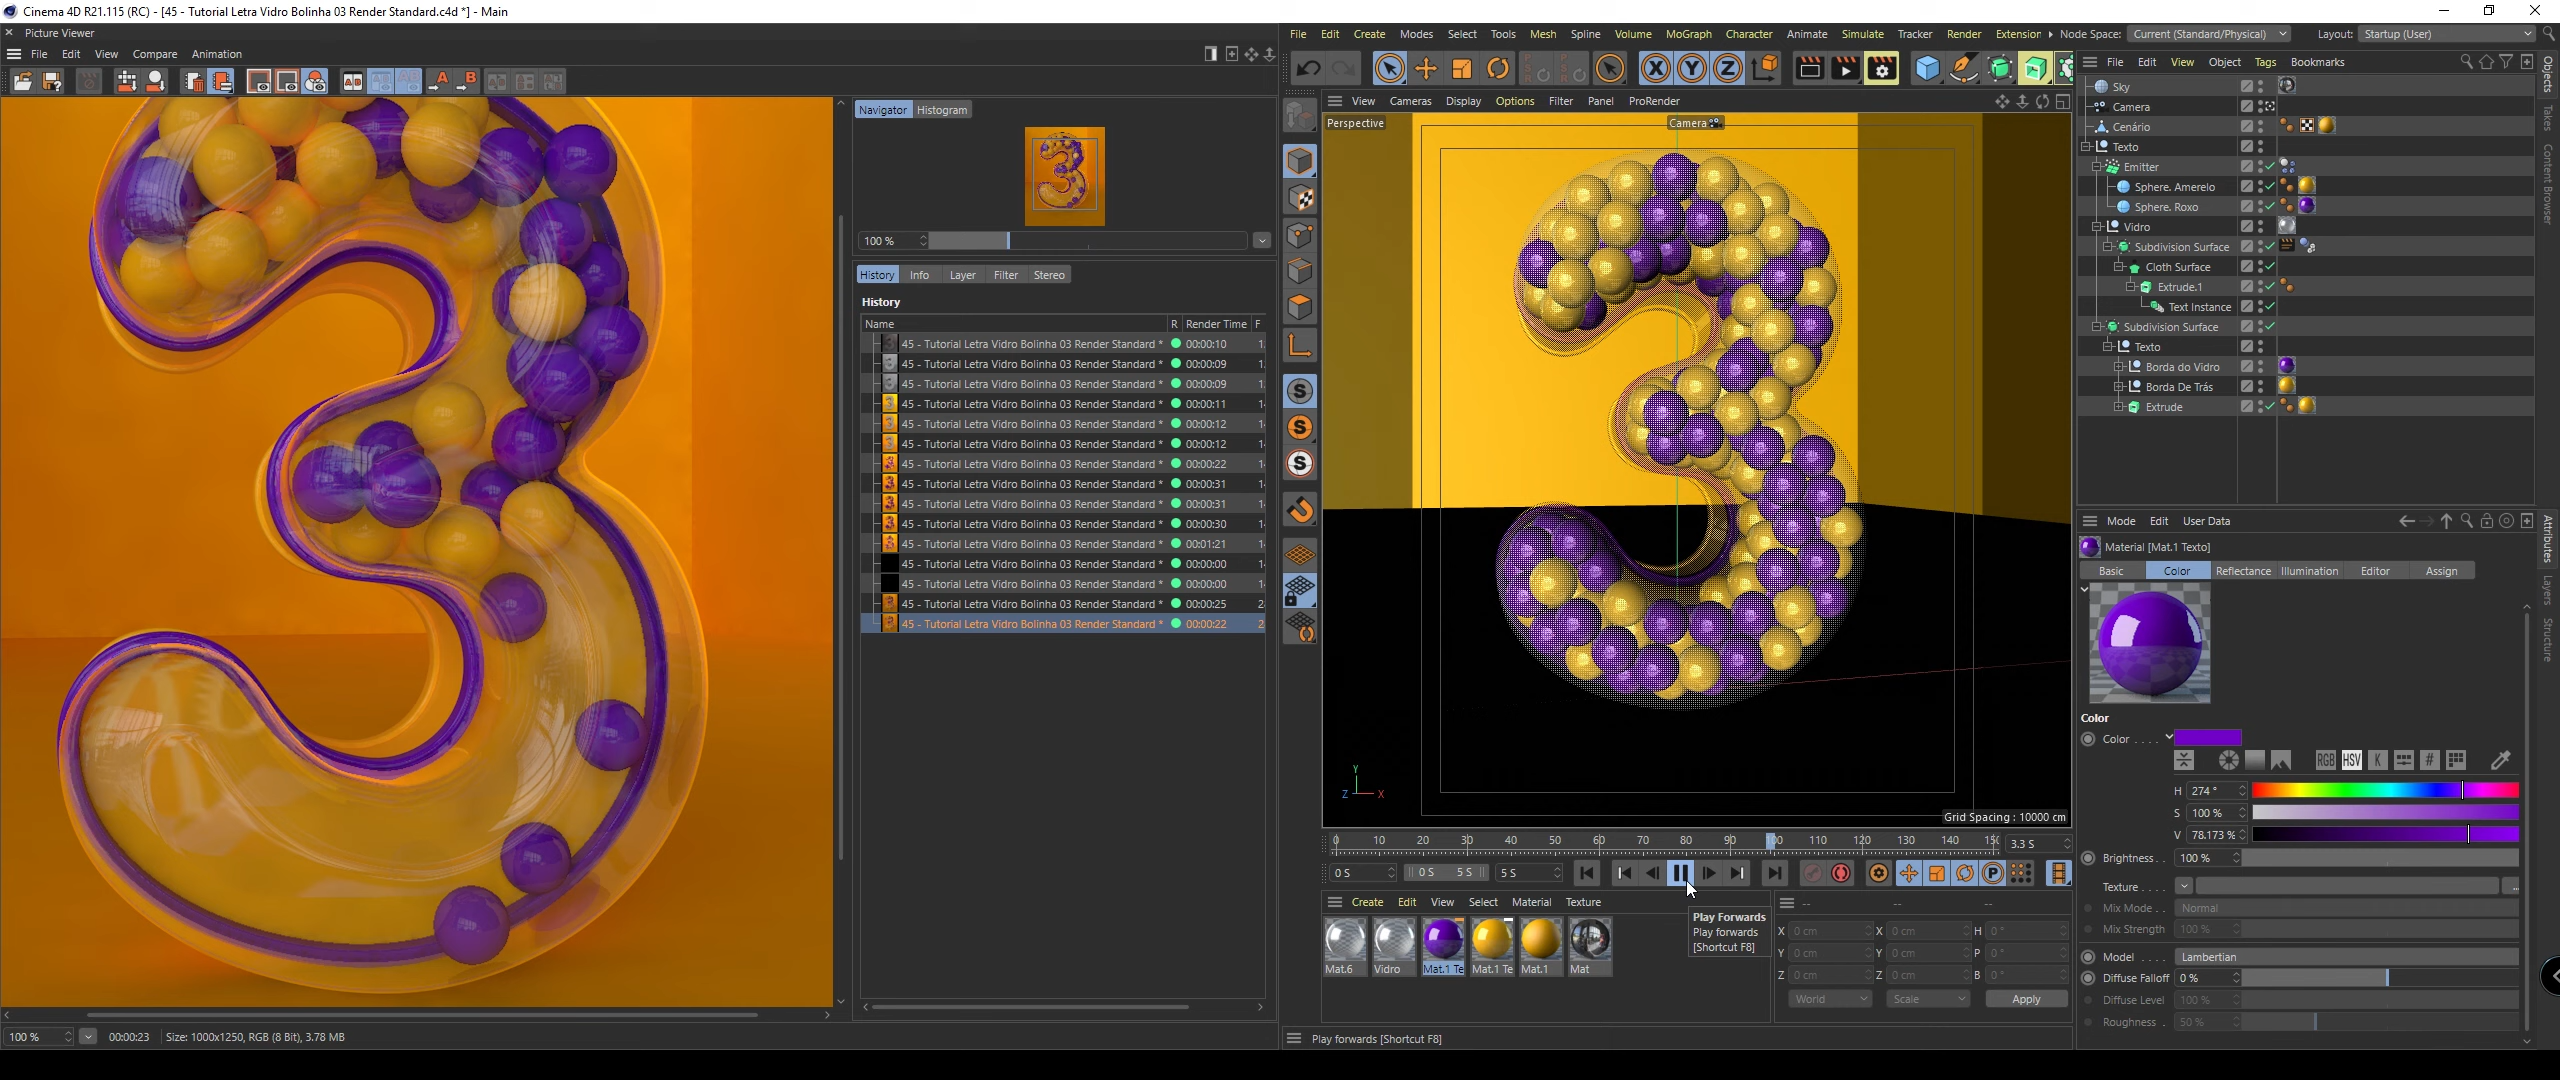 Cinema 4D R21.115 (RC) - [45 - Tutorial Letra Vidro Bolinha 03 Render Standard.c4d *] - Main
Picture Viewer
File Edit View Compare Animation
Navigator Histogram
100 %
History Info Layer Filter Stereo
History
Name R Render Time F
45 - Tutorial Letra Vidro Bolinha 03 Render Standard * 00:00:10
45 - Tutorial Letra Vidro Bolinha 03 Render Standard * 00:00:09
45 - Tutorial Letra Vidro Bolinha 03 Render Standard * 00:00:09
45 - Tutorial Letra Vidro Bolinha 03 Render Standard * 00:00:11
45 - Tutorial Letra Vidro Bolinha 03 Render Standard * 00:00:12
45 - Tutorial Letra Vidro Bolinha 03 Render Standard * 00:00:12
45 - Tutorial Letra Vidro Bolinha 03 Render Standard * 00:00:22
45 - Tutorial Letra Vidro Bolinha 03 Render Standard * 00:00:31
45 - Tutorial Letra Vidro Bolinha 03 Render Standard * 00:00:31
45 - Tutorial Letra Vidro Bolinha 03 Render Standard * 00:00:30
45 - Tutorial Letra Vidro Bolinha 03 Render Standard * 00:01:21
45 - Tutorial Letra Vidro Bolinha 03 Render Standard * 00:00:00
45 - Tutorial Letra Vidro Bolinha 03 Render Standard * 00:00:00
45 - Tutorial Letra Vidro Bolinha 03 Render Standard * 00:00:25
45 - Tutorial Letra Vidro Bolinha 03 Render Standard * 00:00:22
100 % 00:00:23 Size: 1000x1250, RGB (8 Bit), 3.78 MB
File Edit Create Modes Select Tools Mesh Spline Volume MoGraph Character Animate Simulate Tracker Render Extension Node Space: Current (Standard/Physical) Layout: Startup (User)
View Cameras Display Options Filter Panel ProRender
Perspective
Camera
Y
Z X
Grid Spacing : 10000 cm
0 10 20 30 40 50 60 70 80 90 100 110 120 130 140 3.3 S
0 S 0 S 5 S 5 S
Create Edit View Select Material Texture
Mat.6 Vidro Mat.1 Te Mat.1 Te Mat.1 Mat
Play Forwards
Play forwards
[Shortcut F8]
-- -- --
X 0 cm X 0 cm H 0 °
Y 0 cm Y 0 cm P 0 °
Z 0 cm Z 0 cm B 0 °
World Scale Apply
Play forwards [Shortcut F8]
File Edit View Object Tags Bookmarks
Sky
Camera
Cenário
Texto
Emitter
Sphere. Amerelo
Sphere. Roxo
Vidro
Subdivision Surface
Cloth Surface
Extrude.1
Text Instance
Subdivision Surface
Texto
Borda do Vidro
Borda De Trás
Extrude
Objects
Takes
Content Browser
Mode Edit User Data
Material [Mat.1 Texto]
Basic Color Reflectance Illumination Editor Assign
Color
Color . . . .
RGB HSV K #
H 274 °
S 100 %
V 78.173 %
Brightness . . 100 %
Texture . . . .
Mix Mode . . Normal
Mix Strength 100 %
Model . . . . Lambertian
Diffuse Falloff 0 %
Diffuse Level 100 %
Roughness . 50 %
Attributes
Layers
Structure